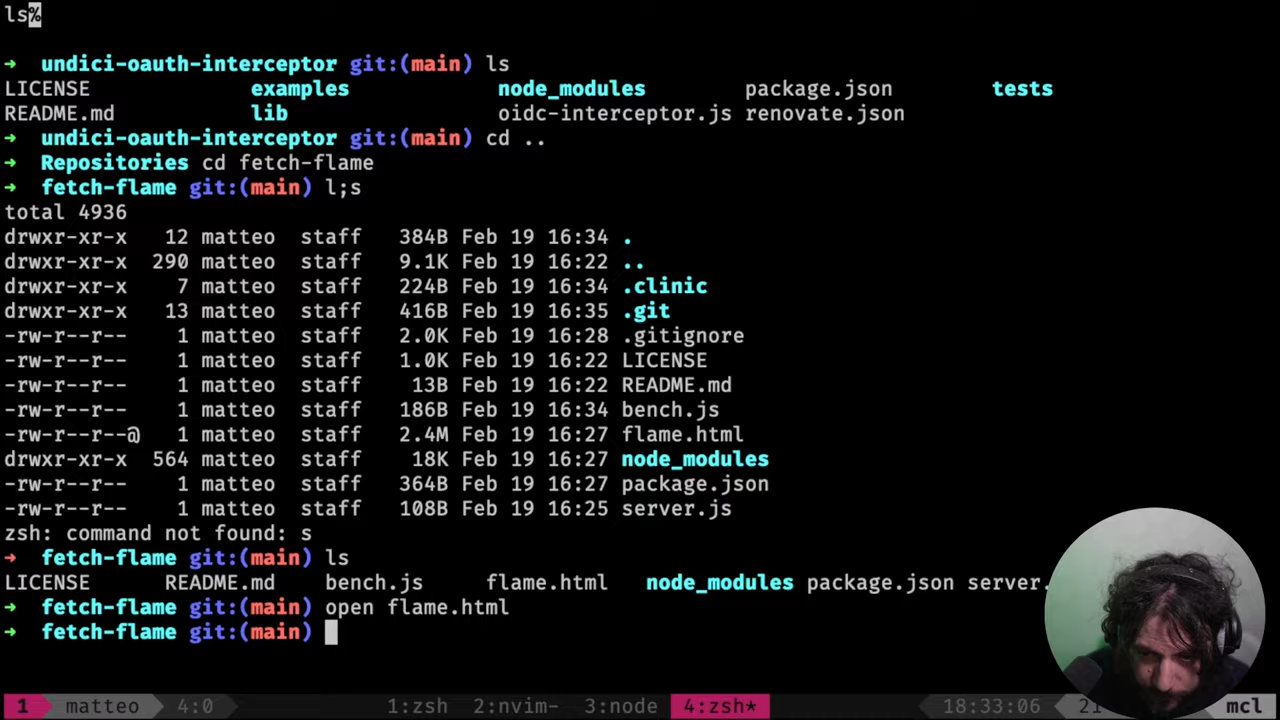 ls%
→ undici-oauth-interceptor git:(main) ls
LICENSE examples node_modules package.json tests
README.md lib oidc-interceptor.js renovate.json
→ undici-oauth-interceptor git:(main) cd ..
→ Repositories cd fetch-flame
→ fetch-flame git:(main) l;s
total 4936
drwxr-xr-x 12 matteo staff 384B Feb 19 16:34 .
drwxr-xr-x 290 matteo staff 9.1K Feb 19 16:22 ..
drwxr-xr-x 7 matteo staff 224B Feb 19 16:34 .clinic
drwxr-xr-x 13 matteo staff 416B Feb 19 16:35 .git
-rw-r--r-- 1 matteo staff 2.0K Feb 19 16:28 .gitignore
-rw-r--r-- 1 matteo staff 1.0K Feb 19 16:22 LICENSE
-rw-r--r-- 1 matteo staff 13B Feb 19 16:22 README.md
-rw-r--r-- 1 matteo staff 186B Feb 19 16:34 bench.js
-rw-r--r--@ 1 matteo staff 2.4M Feb 19 16:27 flame.html
drwxr-xr-x 564 matteo staff 18K Feb 19 16:27 node_modules
-rw-r--r-- 1 matteo staff 364B Feb 19 16:27 package.json
-rw-r--r-- 1 matteo staff 108B Feb 19 16:25 server.js
zsh: command not found: s
→ fetch-flame git:(main) ls
LICENSE README.md bench.js flame.html node_modules package.json server.
→ fetch-flame git:(main) open flame.html
→ fetch-flame git:(main)
1 matteo 4:0 1:zsh 2:nvim- 3:node 4:zsh* 18:33:06 21 mcl